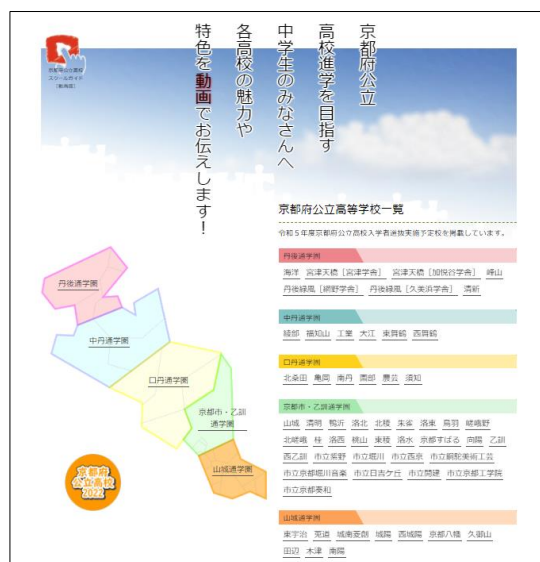 京都府公立
高校進学を目指す
中学生のみなさんへ
各高校の魅力や
特色を動画でお伝えします！
京都府公立高校
スクールガイド
（動画版）
京都府公立高等学校一覧
令和５年度京都府公立高校入学者選抜実施予定校を掲載しています。
丹後通学圏
海洋 宮津天橋［宮津学舎］ 宮津天橋［加悦谷学舎］ 峰山
丹後緑風［網野学舎］ 丹後緑風［久美浜学舎］ 清新
中丹通学圏
綾部 福知山 工業 大江 東舞鶴 西舞鶴
口丹通学圏
北桑田 亀岡 南丹 園部 農芸 須知
京都市・乙訓通学圏
山城 清明 鴨沂 洛北 北稜 朱雀 洛東 鳥羽 嵯峨野
北嵯峨 桂 洛西 桃山 東稜 洛水 京都すばる 向陽 乙訓
西乙訓 市立紫野 市立堀川 市立西京 市立銅駝美術工芸
市立京都堀川音楽 市立日吉ケ丘 市立開建 市立京都工学院
市立京都奏和
山城通学圏
東宇治 莵道 城南菱創 城陽 西城陽 京都八幡 久御山
田辺 木津 南陽
丹後通学圏
中丹通学圏
口丹通学圏
京都市・乙訓
通学圏
山城通学圏
京都府
公立高校
2022